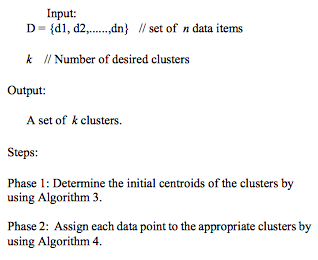 Input:
D = {d1, d2,......,dn} // set of n data items
k // Number of desired clusters
Output:
A set of k clusters.
Steps:
Phase 1: Determine the initial centroids of the clusters by
using Algorithm 3.
Phase 2: Assign each data point to the appropriate clusters by
using Algorithm 4.